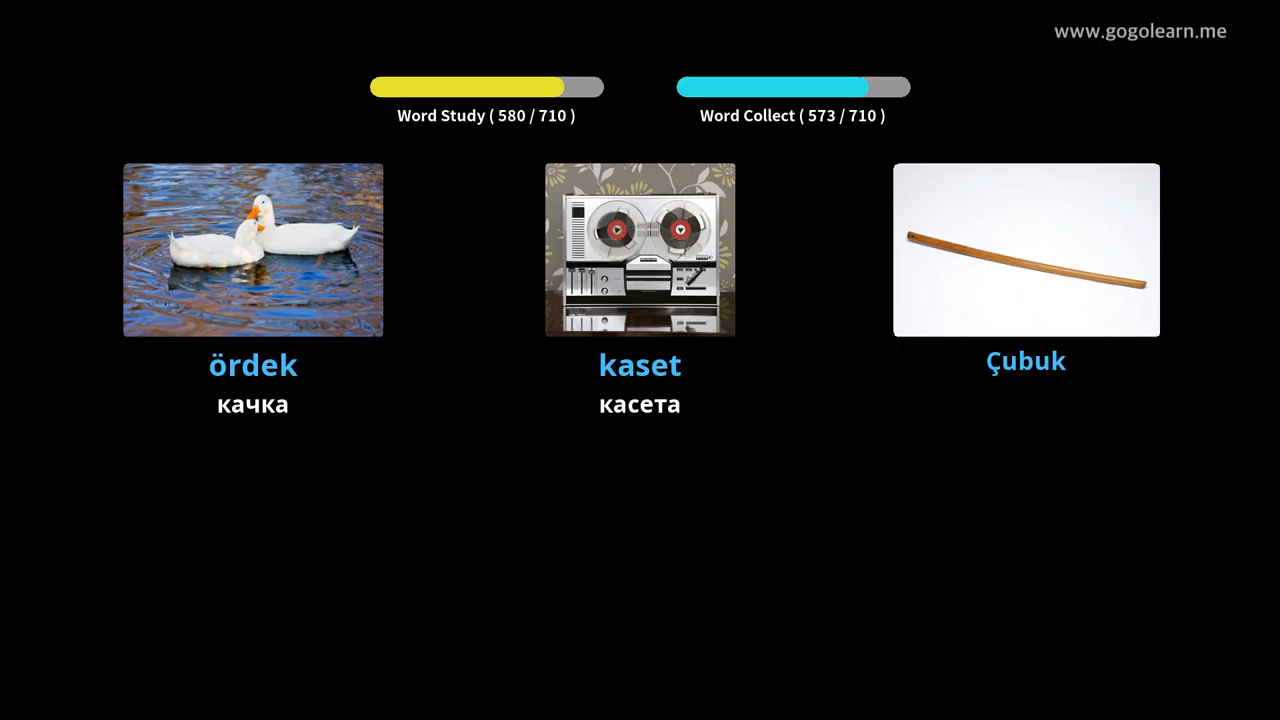 www.gogolearn.me
Word Study ( 580 / 710 )
Word Collect ( 573 / 710 )
ördek
kaset
Çubuk
качка
касета